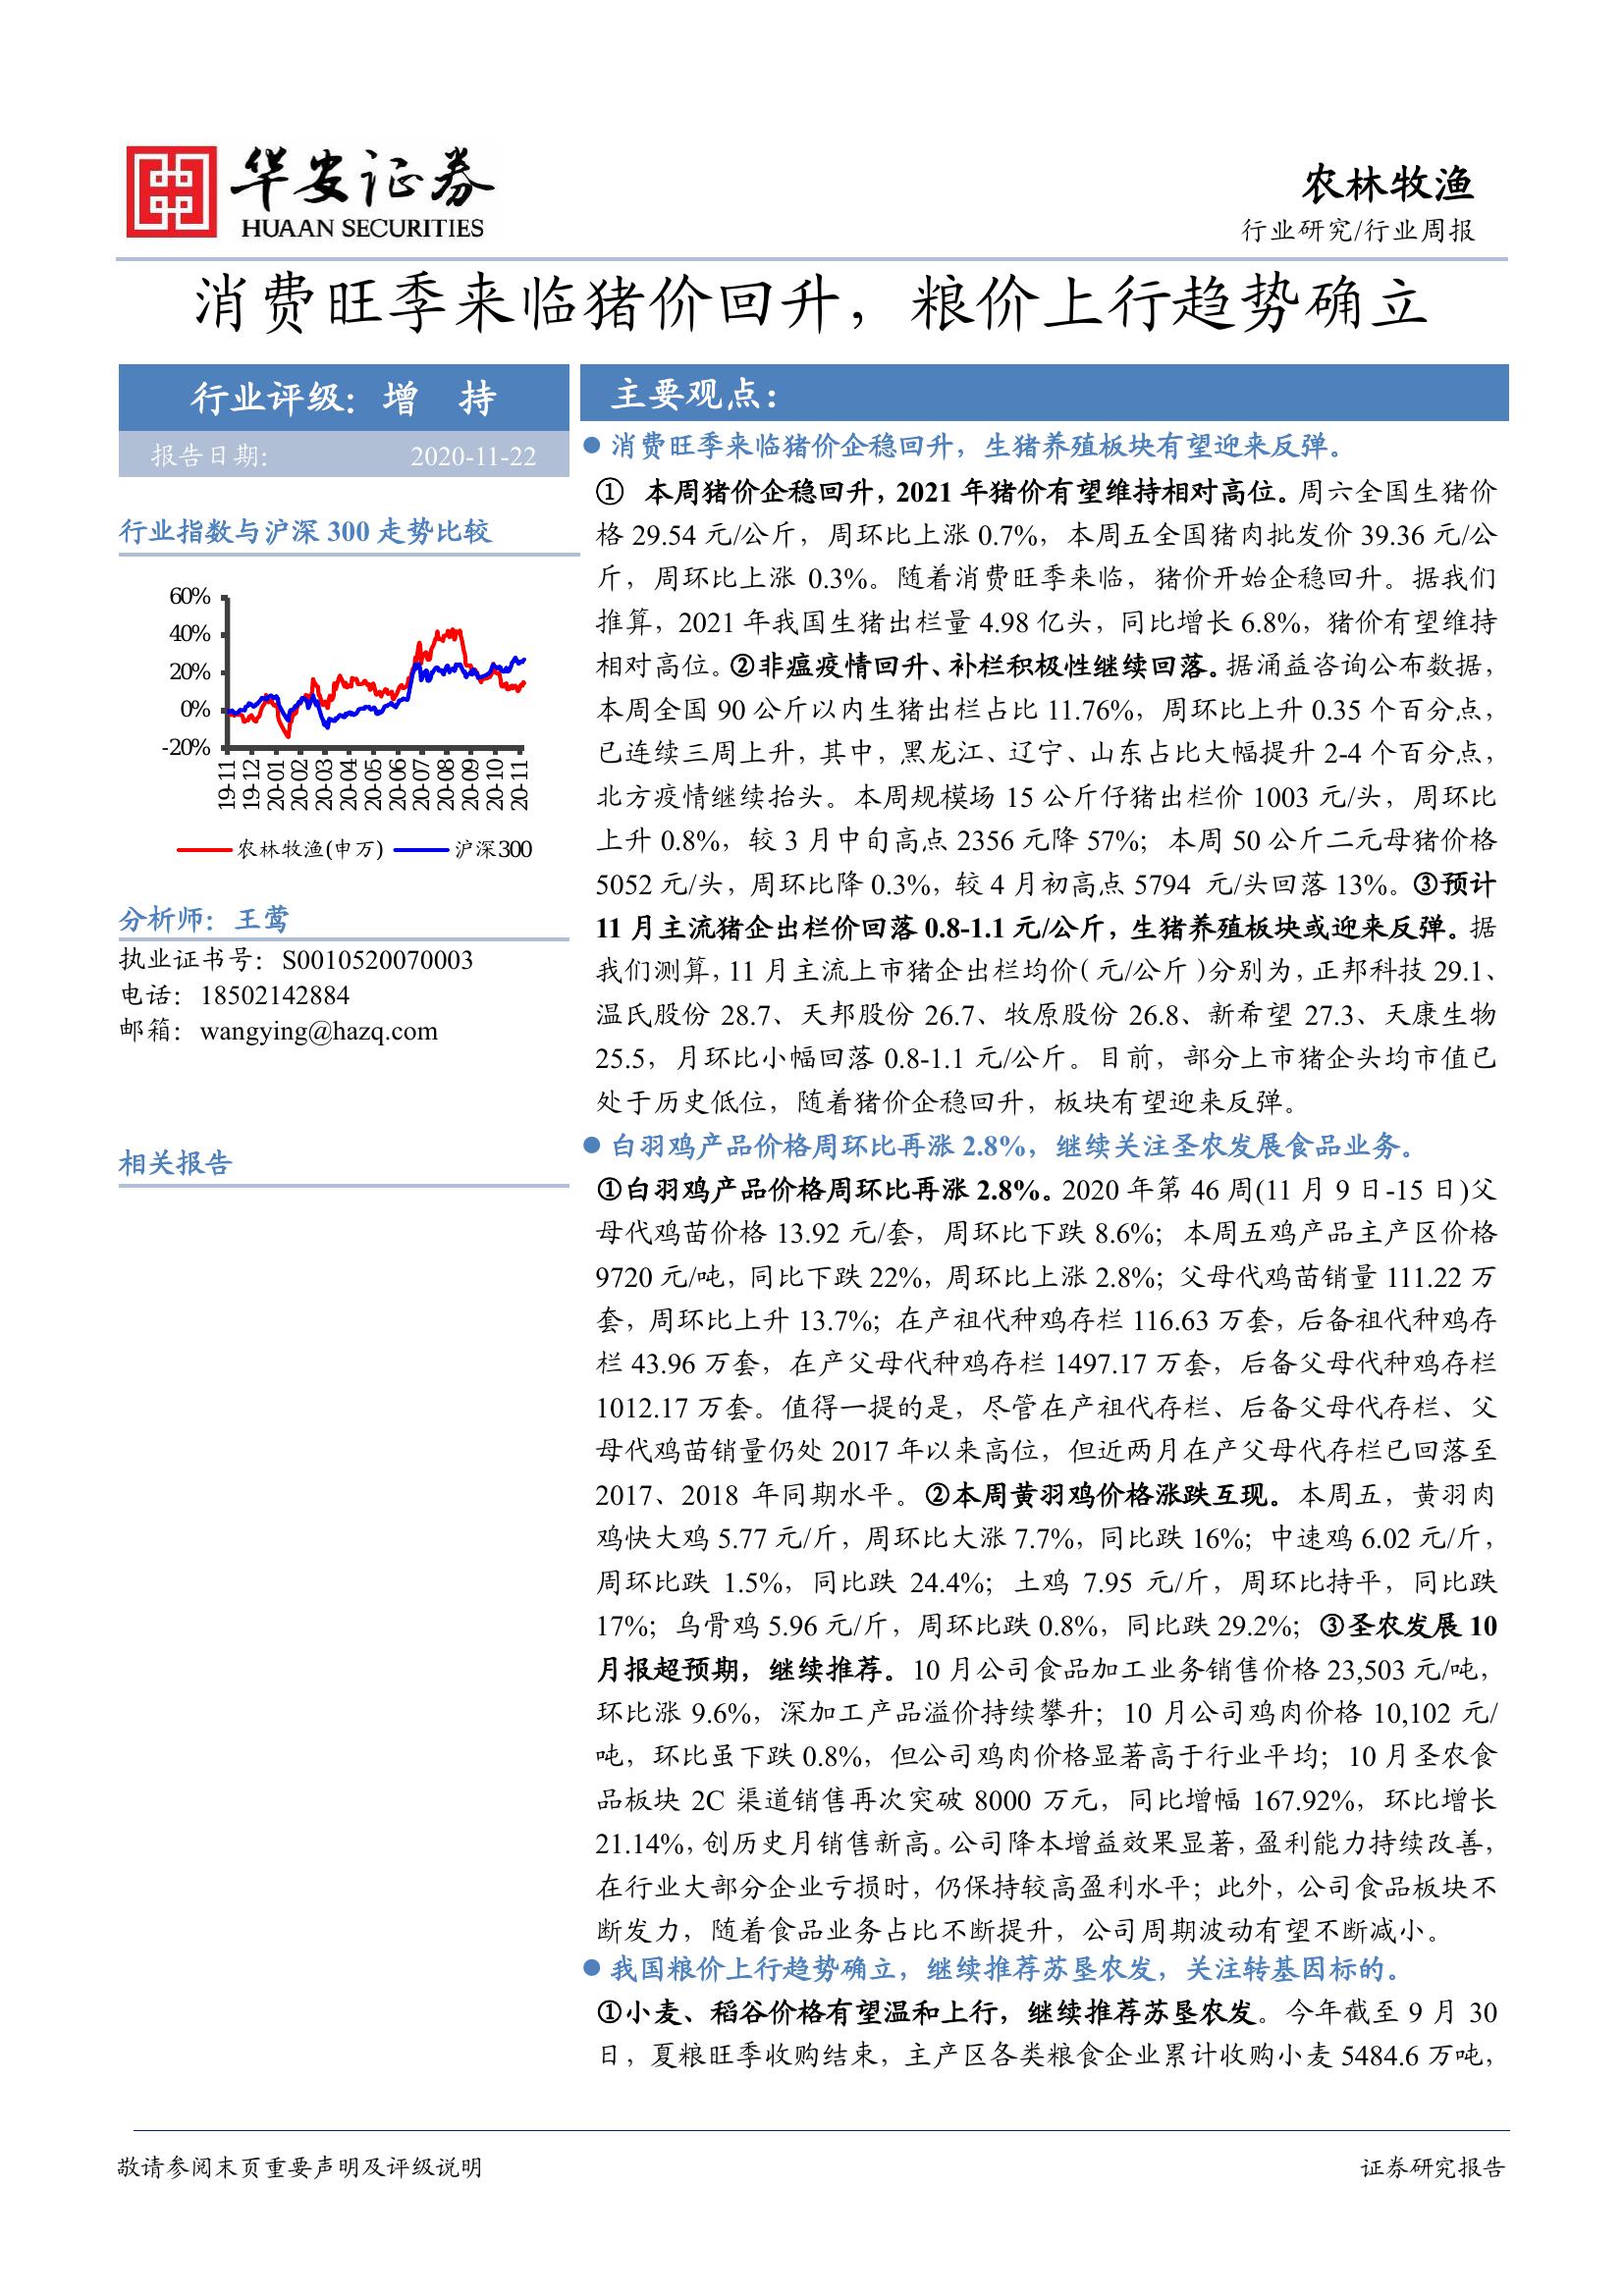 华安证券
HUAAN SECURITIES
农林牧渔
行业研究/行业周报
消费旺季来临猪价回升，粮价上行趋势确立
行业评级：增 持
报告日期： 2020-11-22
行业指数与沪深 300 走势比较
60%
40%
20%
0%
-20%
19-11
19-12
20-01
20-02
20-03
20-04
20-05
20-06
20-07
20-08
20-09
20-10
20-11
农林牧渔(申万) 沪深300
分析师：王莺
执业证书号：S0010520070003
电话：18502142884
邮箱：wangying@hazq.com
相关报告
主要观点：
● 消费旺季来临猪价企稳回升，生猪养殖板块有望迎来反弹。
① 本周猪价企稳回升，2021 年猪价有望维持相对高位。周六全国生猪价
格 29.54 元/公斤，周环比上涨 0.7%，本周五全国猪肉批发价 39.36 元/公
斤，周环比上涨 0.3%。随着消费旺季来临，猪价开始企稳回升。据我们
推算，2021 年我国生猪出栏量 4.98 亿头，同比增长 6.8%，猪价有望维持
相对高位。②非瘟疫情回升、补栏积极性继续回落。据涌益咨询公布数据，
本周全国 90 公斤以内生猪出栏占比 11.76%，周环比上升 0.35 个百分点，
已连续三周上升，其中，黑龙江、辽宁、山东占比大幅提升 2-4 个百分点，
北方疫情继续抬头。本周规模场 15 公斤仔猪出栏价 1003 元/头，周环比
上升 0.8%，较 3 月中旬高点 2356 元降 57%；本周 50 公斤二元母猪价格
5052 元/头，周环比降 0.3%，较 4 月初高点 5794 元/头回落 13%。③预计
11 月主流猪企出栏价回落 0.8-1.1 元/公斤，生猪养殖板块或迎来反弹。据
我们测算，11 月主流上市猪企出栏均价（元/公斤）分别为，正邦科技 29.1、
温氏股份 28.7、天邦股份 26.7、牧原股份 26.8、新希望 27.3、天康生物
25.5，月环比小幅回落 0.8-1.1 元/公斤。目前，部分上市猪企头均市值已
处于历史低位，随着猪价企稳回升，板块有望迎来反弹。
● 白羽鸡产品价格周环比再涨 2.8%，继续关注圣农发展食品业务。
①白羽鸡产品价格周环比再涨 2.8%。2020 年第 46 周(11 月 9 日-15 日)父
母代鸡苗价格 13.92 元/套，周环比下跌 8.6%；本周五鸡产品主产区价格
9720 元/吨，同比下跌 22%，周环比上涨 2.8%；父母代鸡苗销量 111.22 万
套，周环比上升 13.7%；在产祖代种鸡存栏 116.63 万套，后备祖代种鸡存
栏 43.96 万套，在产父母代种鸡存栏 1497.17 万套，后备父母代种鸡存栏
1012.17 万套。值得一提的是，尽管在产祖代存栏、后备父母代存栏、父
母代鸡苗销量仍处 2017 年以来高位，但近两月在产父母代存栏已回落至
2017、2018 年同期水平。②本周黄羽鸡价格涨跌互现。本周五，黄羽肉
鸡快大鸡 5.77 元/斤，周环比大涨 7.7%，同比跌 16%；中速鸡 6.02 元/斤，
周环比跌 1.5%，同比跌 24.4%；土鸡 7.95 元/斤，周环比持平，同比跌
17%；乌骨鸡 5.96 元/斤，周环比跌 0.8%，同比跌 29.2%；③圣农发展 10
月报超预期，继续推荐。10 月公司食品加工业务销售价格 23,503 元/吨，
环比涨 9.6%，深加工产品溢价持续攀升；10 月公司鸡肉价格 10,102 元/
吨，环比虽下跌 0.8%，但公司鸡肉价格显著高于行业平均；10 月圣农食
品板块 2C 渠道销售再次突破 8000 万元，同比增幅 167.92%，环比增长
21.14%，创历史月销售新高。公司降本增益效果显著，盈利能力持续改善，
在行业大部分企业亏损时，仍保持较高盈利水平；此外，公司食品板块不
断发力，随着食品业务占比不断提升，公司周期波动有望不断减小。
● 我国粮价上行趋势确立，继续推荐苏垦农发，关注转基因标的。
①小麦、稻谷价格有望温和上行，继续推荐苏垦农发。今年截至 9 月 30
日，夏粮旺季收购结束，主产区各类粮食企业累计收购小麦 5484.6 万吨，
敬请参阅末页重要声明及评级说明 证券研究报告